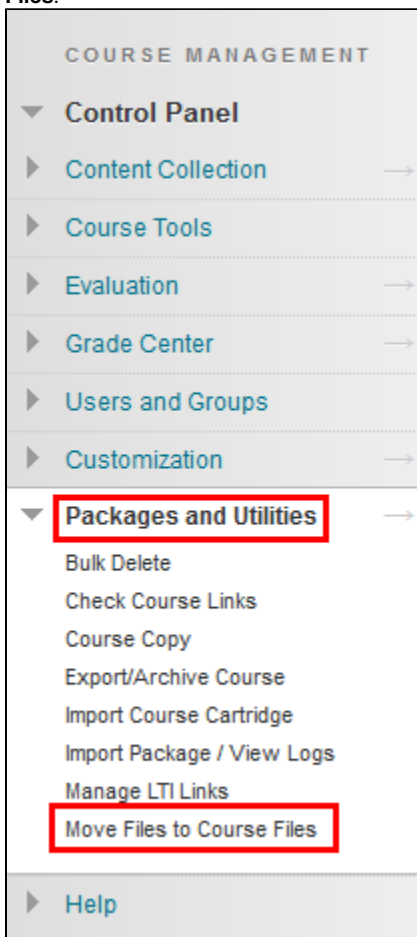 Files.
COURSE MANAGEMENT
Control Panel
Content Collection
Course Tools
Evaluation
Grade Center
Users and Groups
Customization
Packages and Utilities
Bulk Delete
Check Course Links
Course Copy
Export/Archive Course
Import Course Cartridge
Import Package / View Logs
Manage LTI Links
Move Files to Course Files
Help